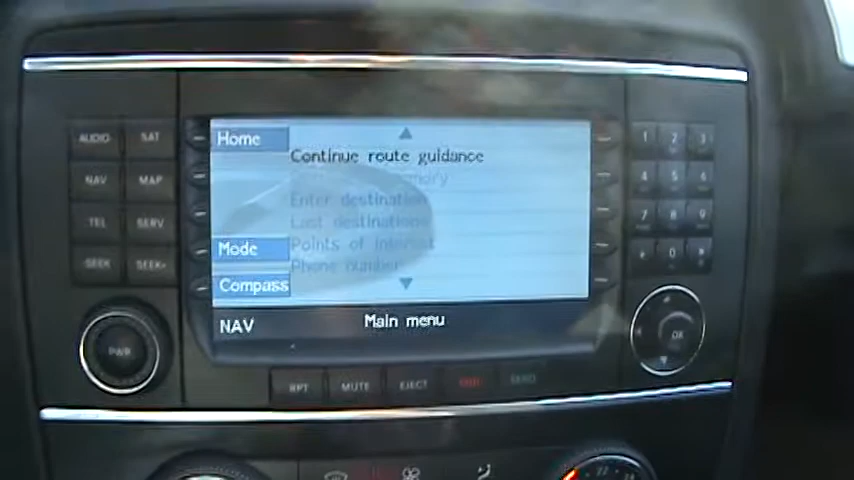 AUDIO SAT
NAV MAP
TEL SERV
SEEK- SEEK+
PWR
Home
Continue route guidance
Enter destination
Last destinations
Points of interest
Mode
Phone number
Compass
NAV Main menu
1 2 3
4 5 6
7 8 9
* 0 #
OK
RPT MUTE EJECT
22